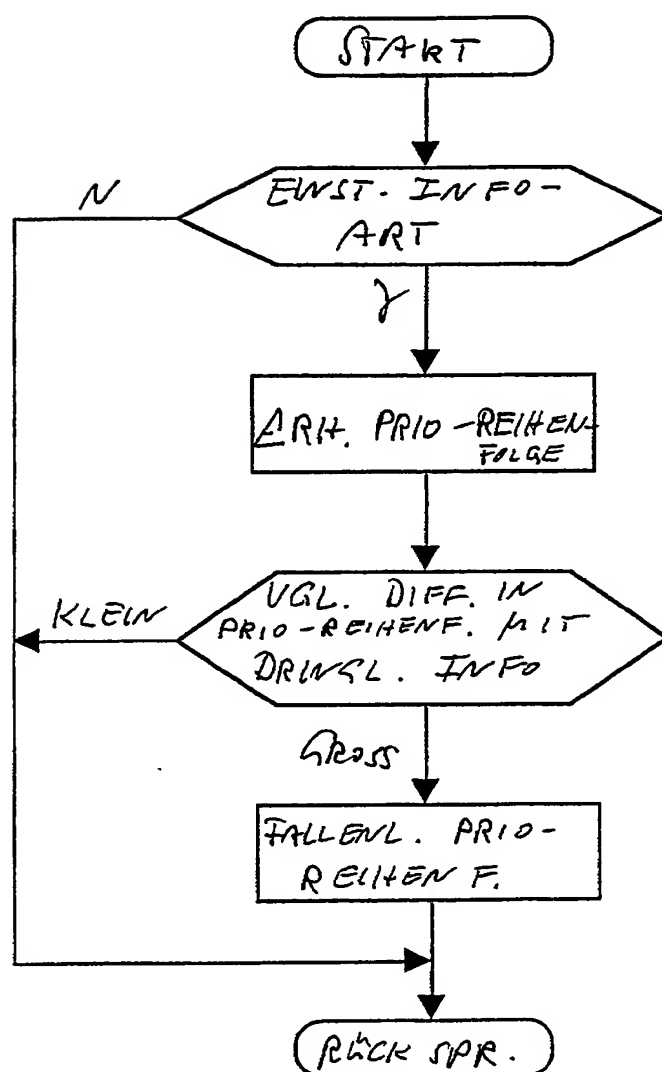 START
N
EINST. INFO-
ART
Y
ERH. PRIO-REIHEN-
FOLGE
VGL. DIFF. IN
PRIO-REIHENF. MIT
DRINGL. INFO
KLEIN
GROSS
FALLENL. PRIO-
REIHENF.
RÜCKSPR.